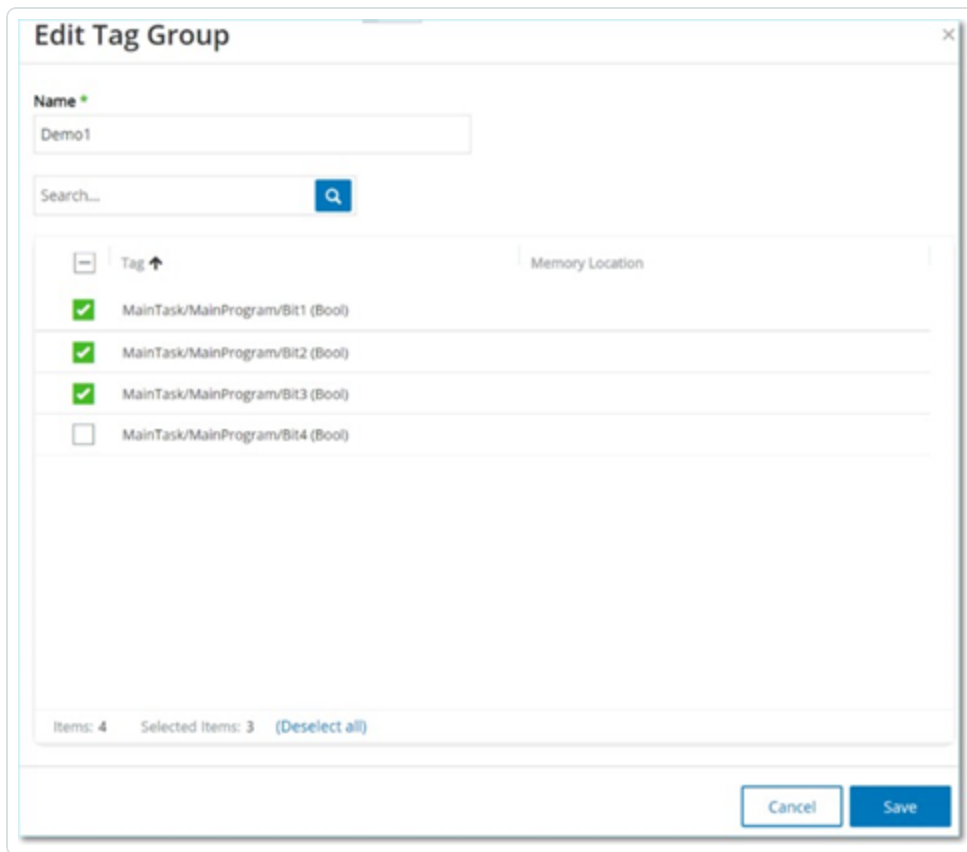 Edit Tag Group
Name *
Demo1
Search...
Tag Memory Location
MainTask/MainProgram/Bit1 (Bool)
MainTask/MainProgram/Bit2 (Bool)
MainTask/MainProgram/Bit3 (Bool)
MainTask/MainProgram/Bit4 (Bool)
Items: 4 Selected Items: 3 (Deselect all)
Cancel Save